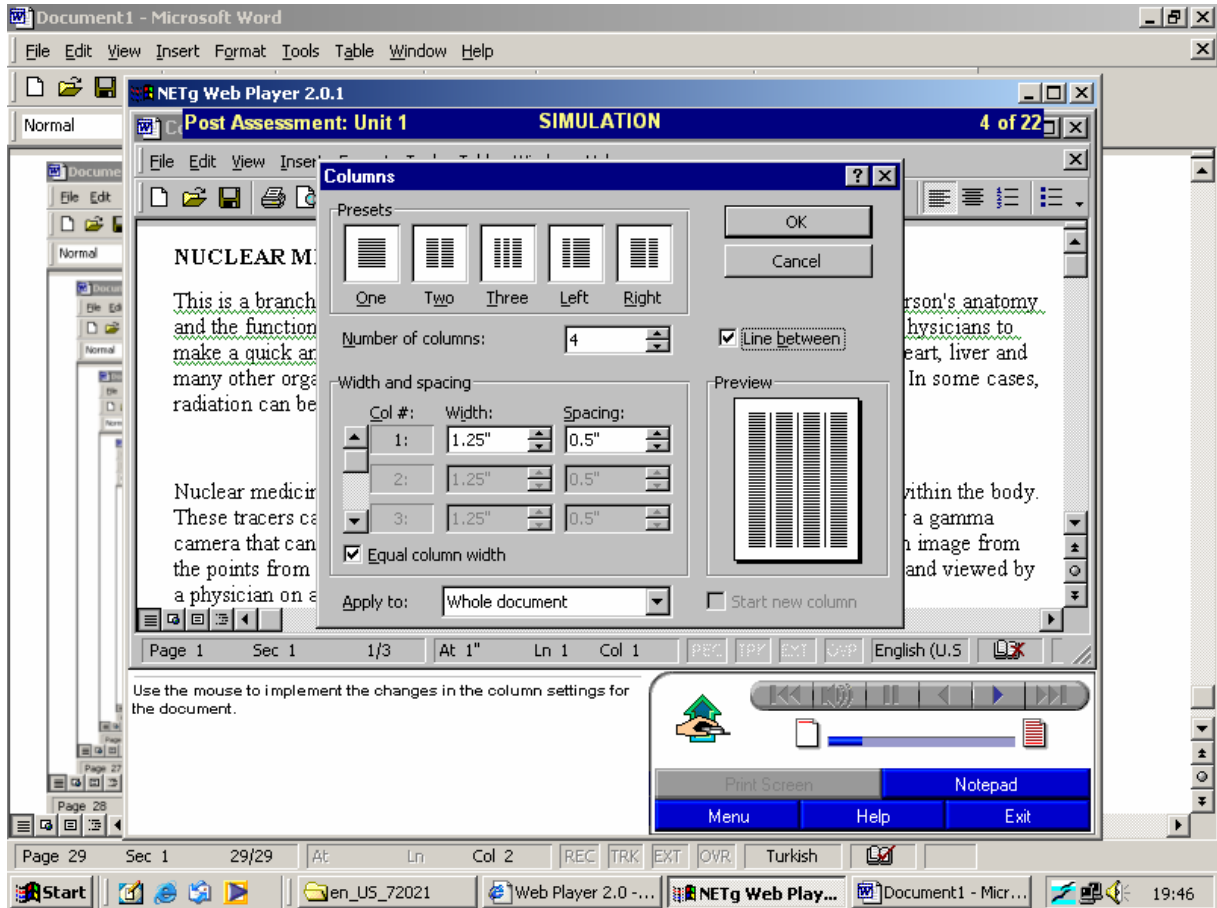 Document1 - Microsoft Word
File Edit View Insert Format Tools Table Window Help
NETg Web Player 2.0.1
Normal
Post Assessment: Unit 1 SIMULATION 4 of 22
File Edit View Insert
Columns
Presets
OK
Cancel
One Two Three Left Right
Number of columns: 4
Line between
Width and spacing
Preview
Col #: Width: Spacing:
1: 1.25" 0.5"
2: 1.25" 0.5"
3: 1.25" 0.5"
Equal column width
Apply to: Whole document
Start new column
NUCLEAR
This is a branch rson's anatomy
and the function hysicians to
make a quick eart, liver and
many other orga In some cases,
radiation can be
Nuclear medicin within the body.
These tracers a gamma
camera that can image from
the points from and viewed by
a physician on
Page 1 Sec 1 1/3 At 1" Ln 1 Col 1 REC TRK EXT OVR English (U.S
Use the mouse to implement the changes in the column settings for
the document.
Print Screen Notepad
Menu Help Exit
Docume
File Edit
Normal
Normal
Page 27
Page 28
Page 29 Sec 1 29/29 At Ln Col 2 REC TRK EXT OVR Turkish
Start en_US_72021 Web Player 2.0 -... NETg Web Play... Document1 - Micr... 19:46